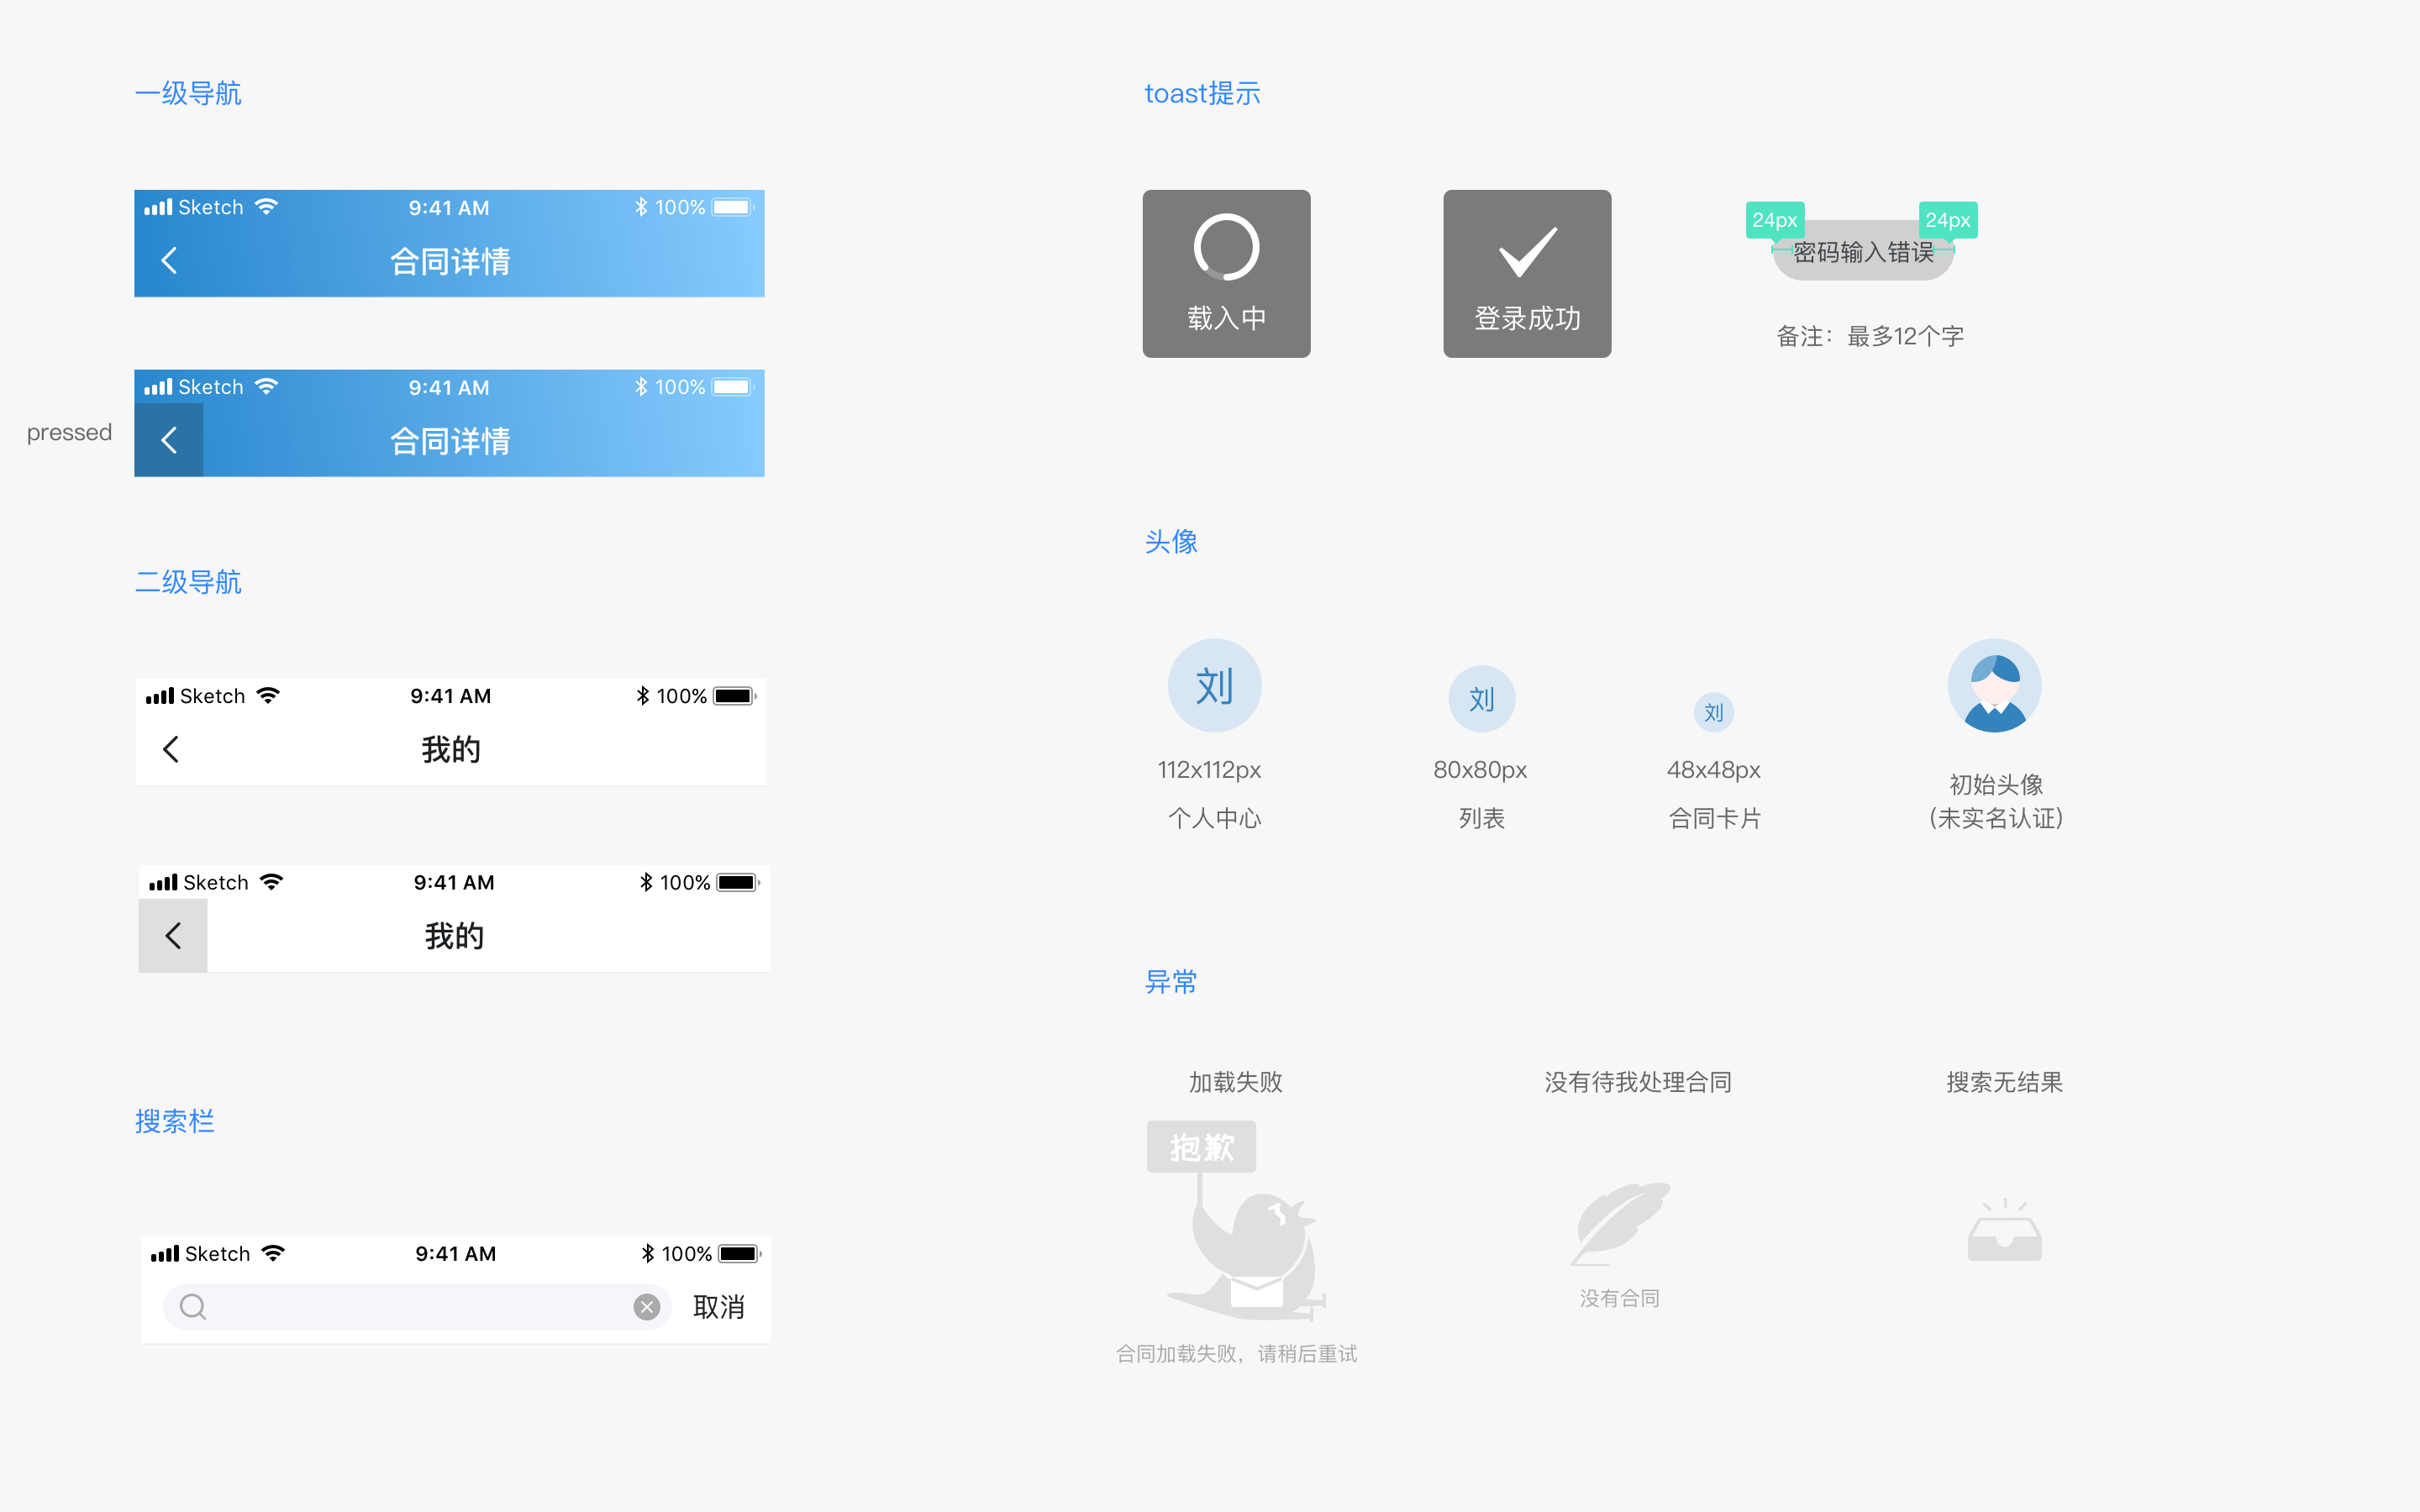 一级导航
Sketch 9:41 AM 100%
合同详情
pressed
Sketch 9:41 AM 100%
合同详情
二级导航
Sketch 9:41 AM 100%
我的
Sketch 9:41 AM 100%
我的
搜索栏
Sketch 9:41 AM 100%
取消
toast提示
载入中
登录成功
24px 24px
密码输入错误
备注：最多12个字
头像
刘 刘 刘
112x112px 80x80px 48x48px
个人中心 列表 合同卡片
初始头像
(未实名认证)
异常
加载失败 没有待我处理合同 搜索无结果
抱歉
没有合同
合同加载失败，请稍后重试